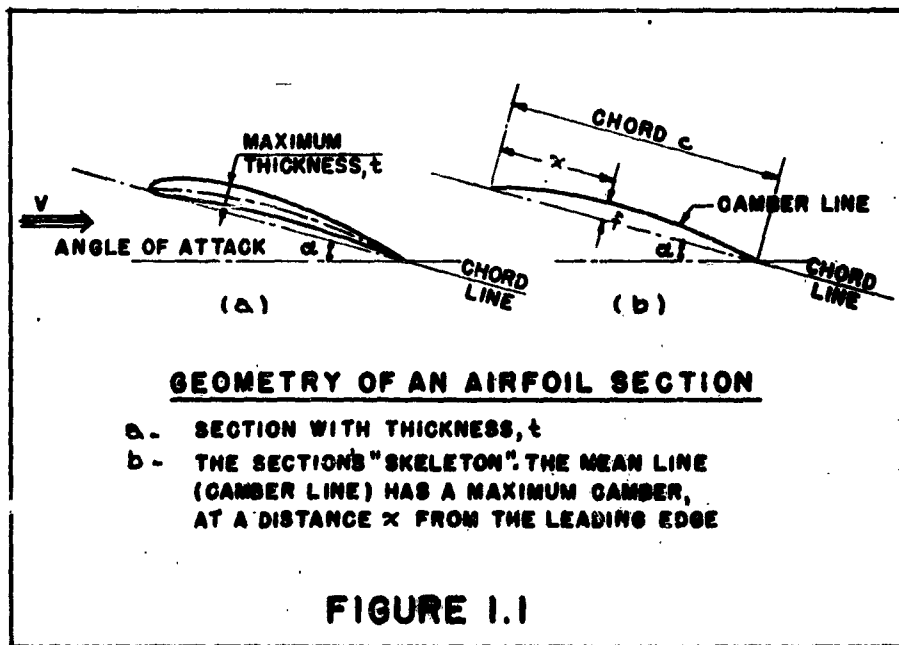 MAXIMUM
THICKNESS, t
V
ANGLE OF ATTACK
α
CHORD
LINE
(a)
CHORD c
x
CAMBER LINE
f
α
CHORD
LINE
(b)
GEOMETRY OF AN AIRFOIL SECTION
a- SECTION WITH THICKNESS, t
b- THE SECTION'S "SKELETON". THE MEAN LINE
(CAMBER LINE) HAS A MAXIMUM CAMBER,
AT A DISTANCE x FROM THE LEADING EDGE
FIGURE 1.1